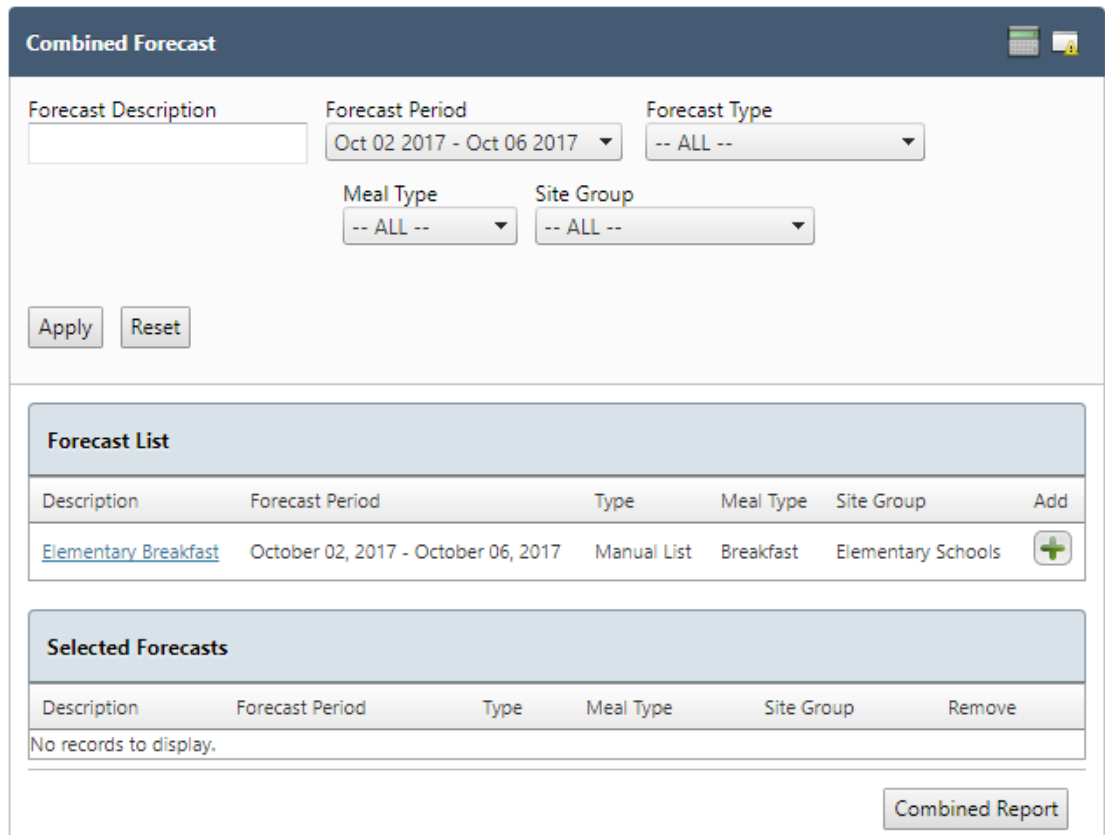 Combined Forecast
Forecast Description Forecast Period Forecast Type
Oct 02 2017 - Oct 06 2017 -- ALL --
Meal Type Site Group
-- ALL -- -- ALL --
Apply Reset
Forecast List
Description Forecast Period Type Meal Type Site Group Add
Elementary Breakfast October 02, 2017 - October 06, 2017 Manual List Breakfast Elementary Schools
Selected Forecasts
Description Forecast Period Type Meal Type Site Group Remove
No records to display.
Combined Report